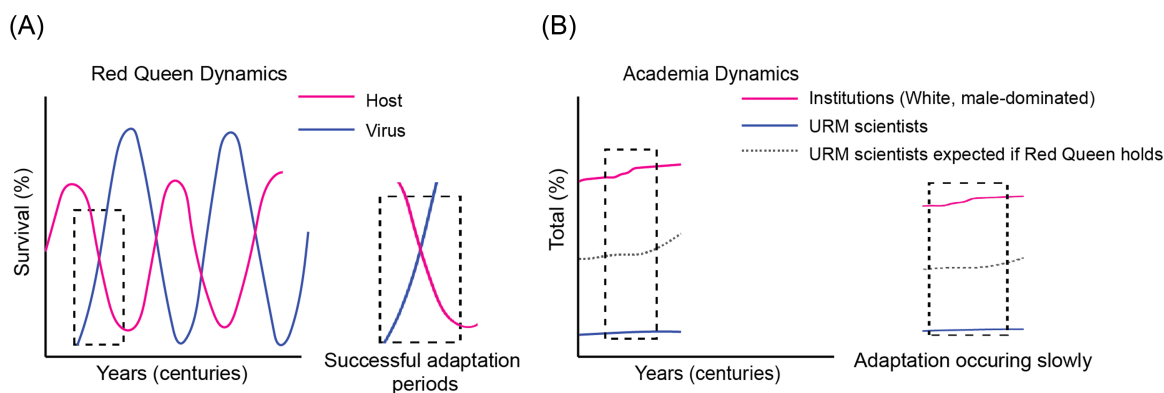 (A)
Red Queen Dynamics
Host
Virus
Survival (%)
Years (centuries)
Successful adaptation
periods
(B)
Academia Dynamics
Institutions (White, male-dominated)
URM scientists
URM scientists expected if Red Queen holds
Total (%)
Years (centuries)
Adaptation occuring slowly